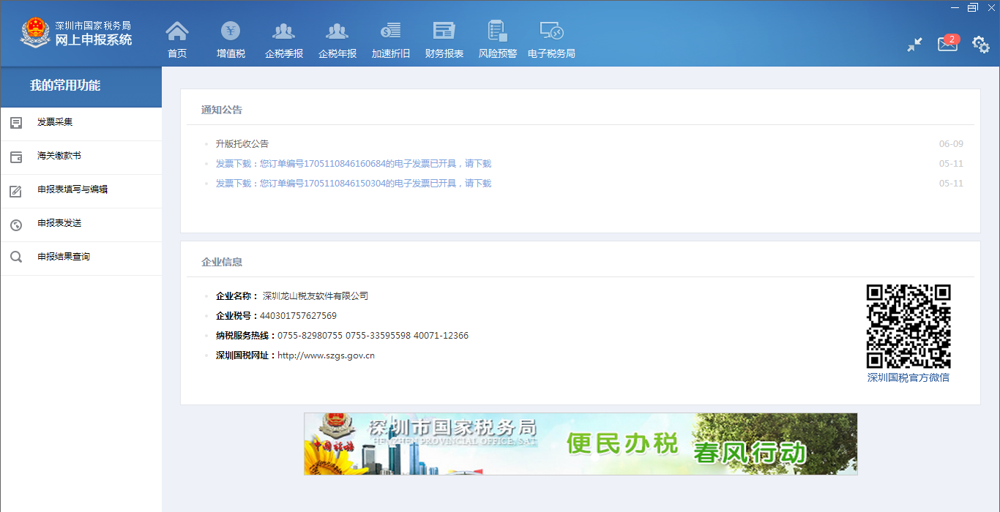 深圳市国家税务局
网上申报系统
首页
增值税
企税季报
企税年报
加速折旧
财务报表
风险预警
电子税务局
2
我的常用功能
发票采集
海关缴款书
申报表填写与编辑
申报表发送
申报结果查询
通知公告
升版托收公告 06-09
发票下载：您订单编号1705110846160684的电子发票已开具，请下载 05-11
发票下载：您订单编号1705110846150304的电子发票已开具，请下载 05-11
企业信息
企业名称： 深圳龙山税友软件有限公司
企业税号：440301757627569
纳税服务热线：0755-82980755 0755-33595598 40071-12366
深圳国税网址：http://www.szgs.gov.cn
深圳国税官方微信
中国税务
深圳市国家税务局
HENZHEN PROVINCIAL OFFICE, SAT
便民办税 春风行动